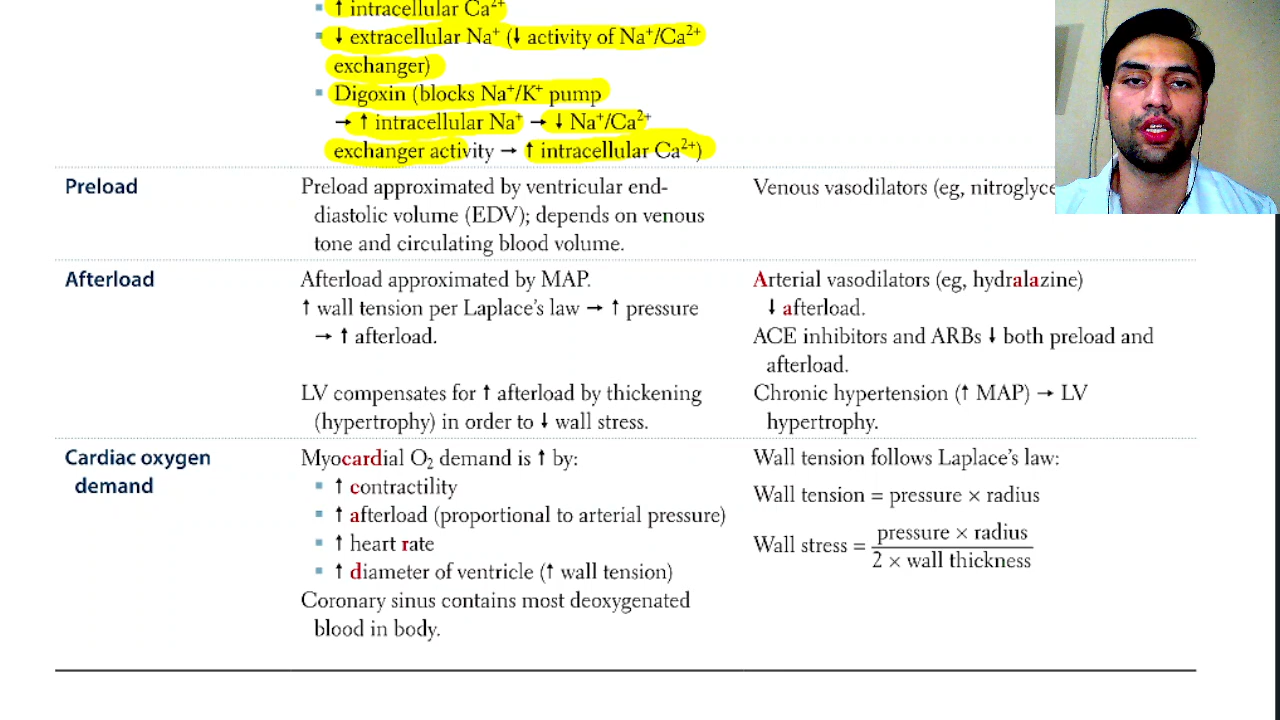 ↑ intracellular Ca²⁺
↓ extracellular Na⁺ (↓ activity of Na⁺/Ca²⁺
exchanger)
Digoxin (blocks Na⁺/K⁺ pump
→ ↑ intracellular Na⁺ → ↓ Na⁺/Ca²⁺
exchanger activity → ↑ intracellular Ca²⁺)
Preload
Preload approximated by ventricular end-
diastolic volume (EDV); depends on venous
tone and circulating blood volume.
Venous vasodilators (eg,
Afterload
Afterload approximated by MAP.
↑ wall tension per Laplace's law → ↑ pressure
→ ↑ afterload.
LV compensates for ↑ afterload by thickening
(hypertrophy) in order to ↓ wall stress.
Arterial vasodilators (eg, hydralazine)
↓ afterload.
ACE inhibitors and ARBs ↓ both preload and
afterload.
Chronic hypertension (↑ MAP) → LV
hypertrophy.
Cardiac oxygen
demand
Myocardial O₂ demand is ↑ by:
↑ contractility
↑ afterload (proportional to arterial pressure)
↑ heart rate
↑ diameter of ventricle (↑ wall tension)
Coronary sinus contains most deoxygenated
blood in body.
Wall tension follows Laplace's law:
Wall tension = pressure × radius
Wall stress = pressure × radius
2 × wall thickness